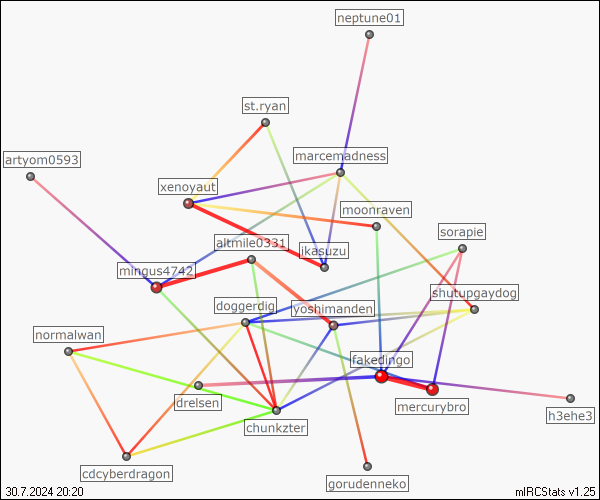 neptune01
st.ryan
marcemadness
artyom0593
xenoyaut
moonraven
sorapie
altmile0331
ikasuzu
mingus4742
shutupgaydog
doggerdig
yoshimanden
normalwan
fakedingo
drelsen
mercurybro
h3ehe3
chunkzter
cdcyberdragon
gorudenneko
30.7.2024 20:20
mIRCStats v1.25